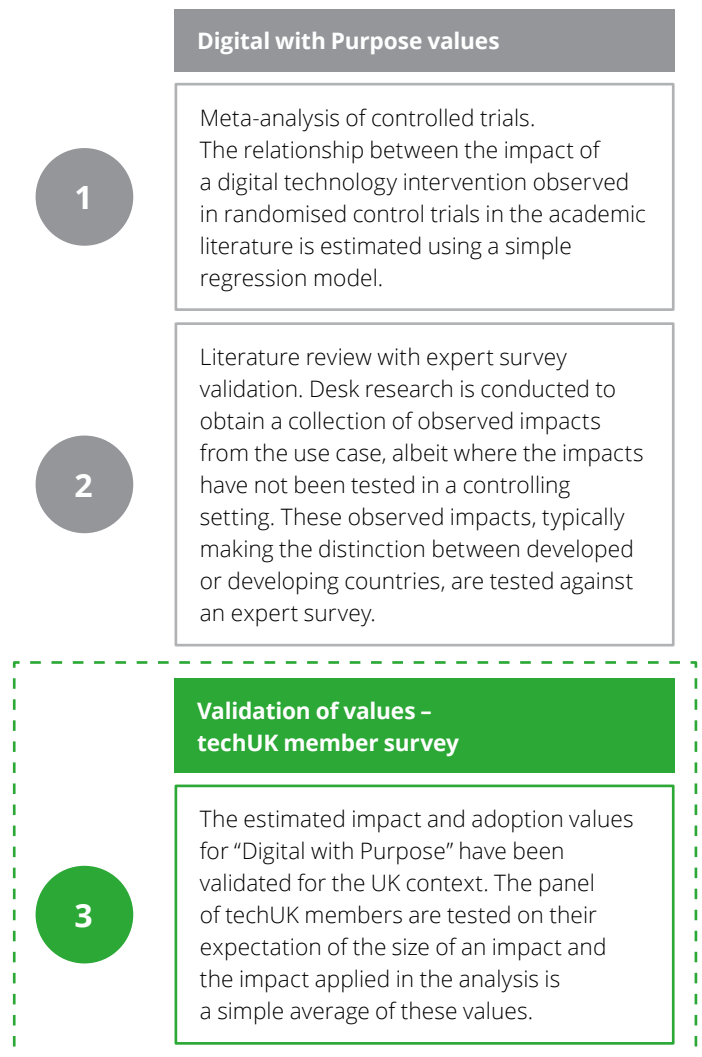 Digital with Purpose values
1
Meta-analysis of controlled trials.
The relationship between the impact of
a digital technology intervention observed
in randomised control trials in the academic
literature is estimated using a simple
regression model.
2
Literature review with expert survey
validation. Desk research is conducted to
obtain a collection of observed impacts
from the use case, albeit where the impacts
have not been tested in a controlling
setting. These observed impacts, typically
making the distinction between developed
or developing countries, are tested against
an expert survey.
Validation of values –
techUK member survey
3
The estimated impact and adoption values
for “Digital with Purpose” have been
validated for the UK context. The panel
of techUK members are tested on their
expectation of the size of an impact and
the impact applied in the analysis is
a simple average of these values.